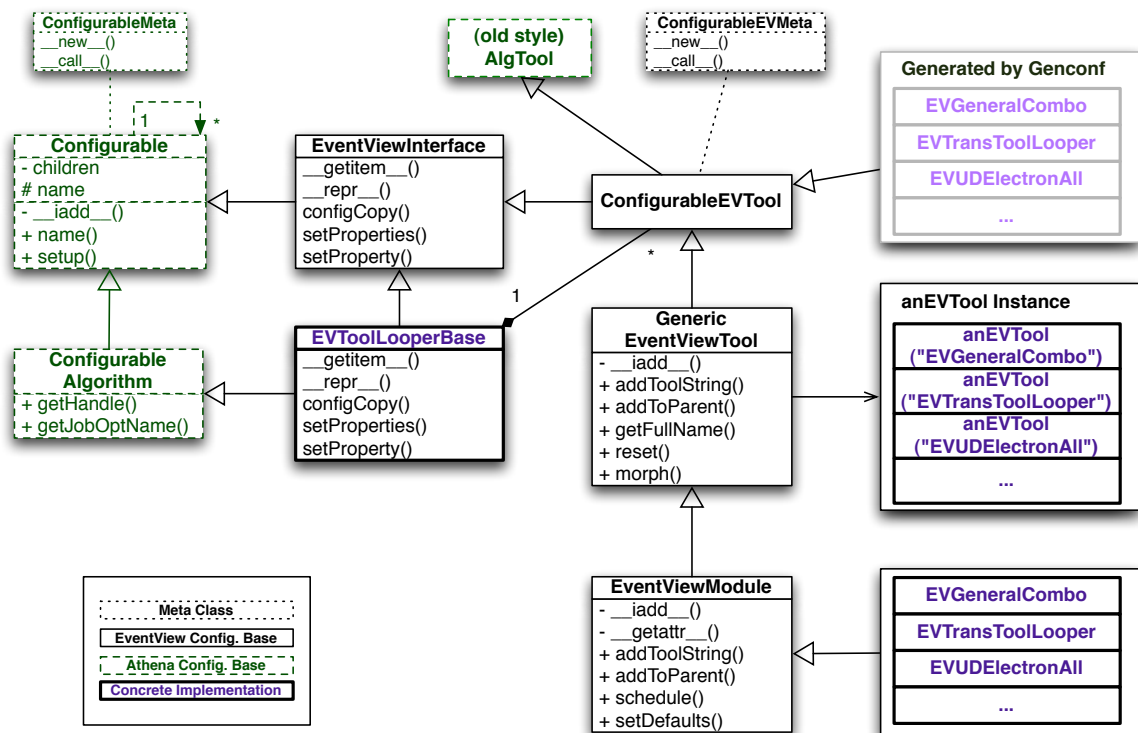 ConfigurableMeta
__new__()
__call__()
1
*
Configurable
- children
# name
- __iadd__()
+ name()
+ setup()
Configurable
Algorithm
+ getHandle()
+ getJobOptName()
EventViewInterface
__getitem__()
__repr__()
configCopy()
setProperties()
setProperty()
EVToolLooperBase
__getitem__()
__repr__()
configCopy()
setProperties()
setProperty()
1
*
(old style)
AlgTool
ConfigurableEVMeta
__new__()
__call__()
ConfigurableEVTool
Generic
EventViewTool
- __iadd__()
+ addToolString()
+ addToParent()
+ getFullName()
+ reset()
+ morph()
EventViewModule
- __iadd__()
- __getattr__()
+ addToolString()
+ addToParent()
+ schedule()
+ setDefaults()
Generated by Genconf
EVGeneralCombo
EVTransToolLooper
EVUDElectronAll
...
anEVTool Instance
anEVTool
("EVGeneralCombo")
anEVTool
("EVTransToolLooper")
anEVTool
("EVUDElectronAll")
...
EVGeneralCombo
EVTransToolLooper
EVUDElectronAll
...
Meta Class
EventView Config. Base
Athena Config. Base
Concrete Implementation